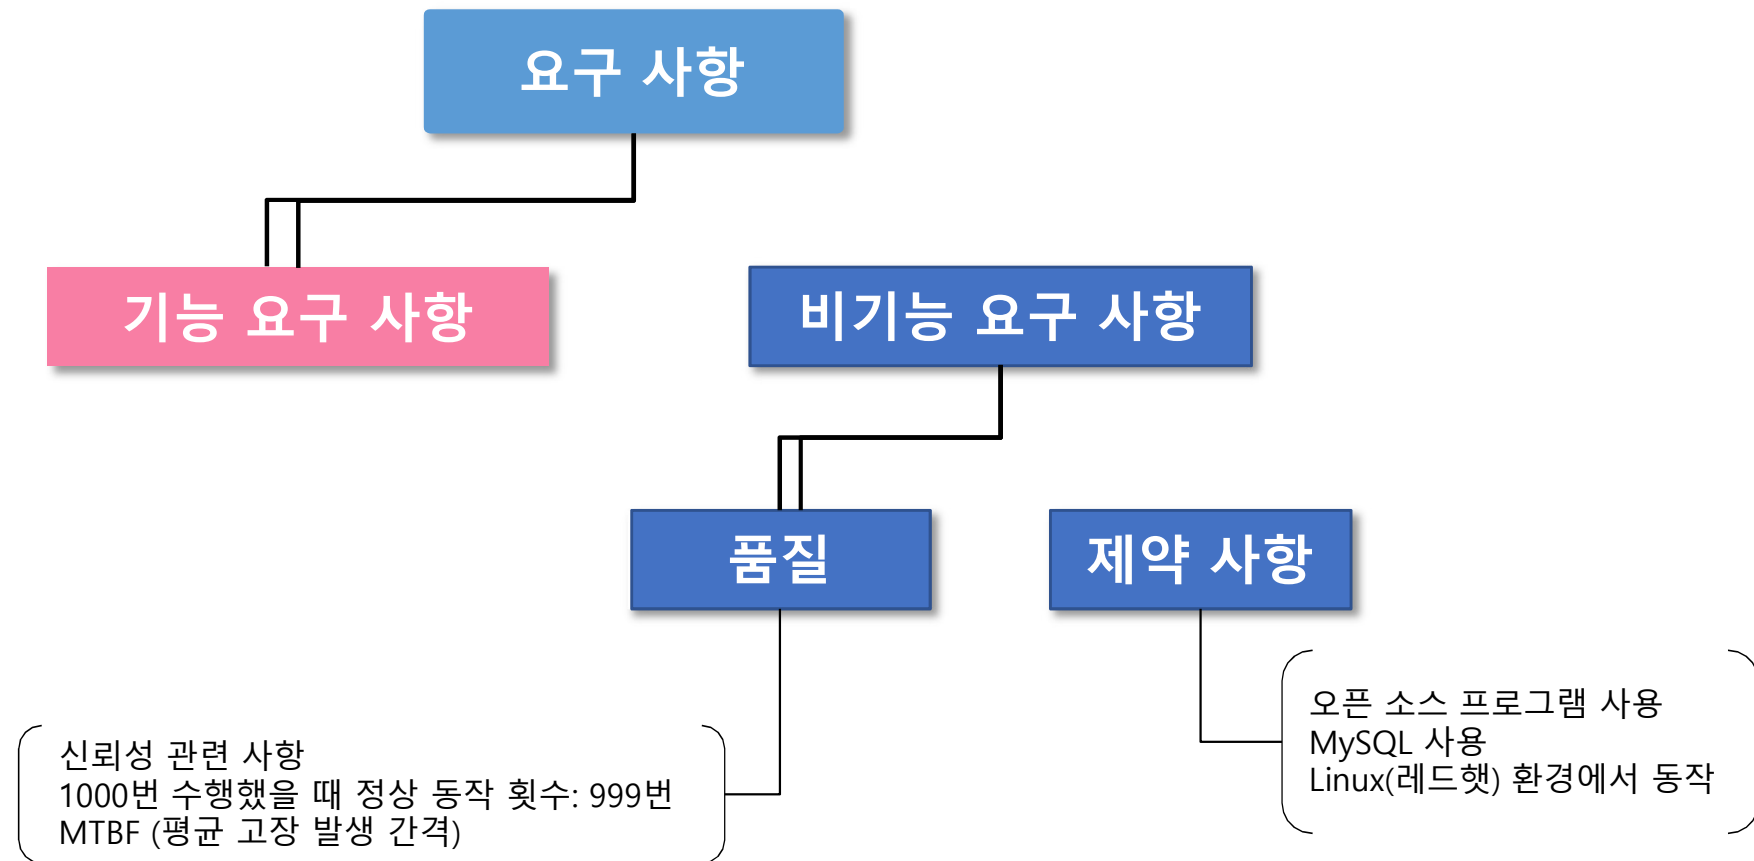 요구 사항
기능 요구 사항
비기능 요구 사항
품질
제약 사항
오픈 소스 프로그램 사용
MySQL 사용
Linux(레드햇) 환경에서 동작
신뢰성 관련 사항
1000번 수행했을 때 정상 동작 횟수: 999번
MTBF (평균 고장 발생 간격)